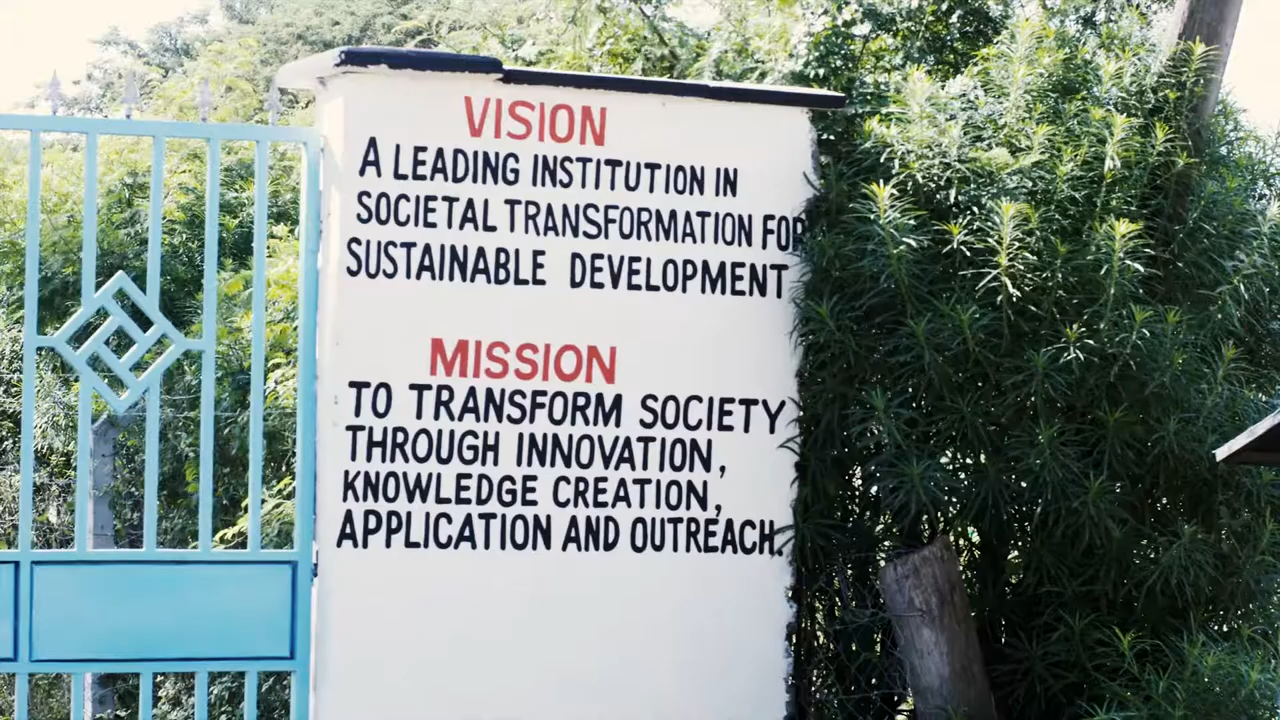 VISION
A LEADING INSTITUTION IN
SOCIETAL TRANSFORMATION FOR
SUSTAINABLE DEVELOPMENT
MISSION
TO TRANSFORM SOCIETY
THROUGH INNOVATION,
KNOWLEDGE CREATION,
APPLICATION AND OUTREACH.